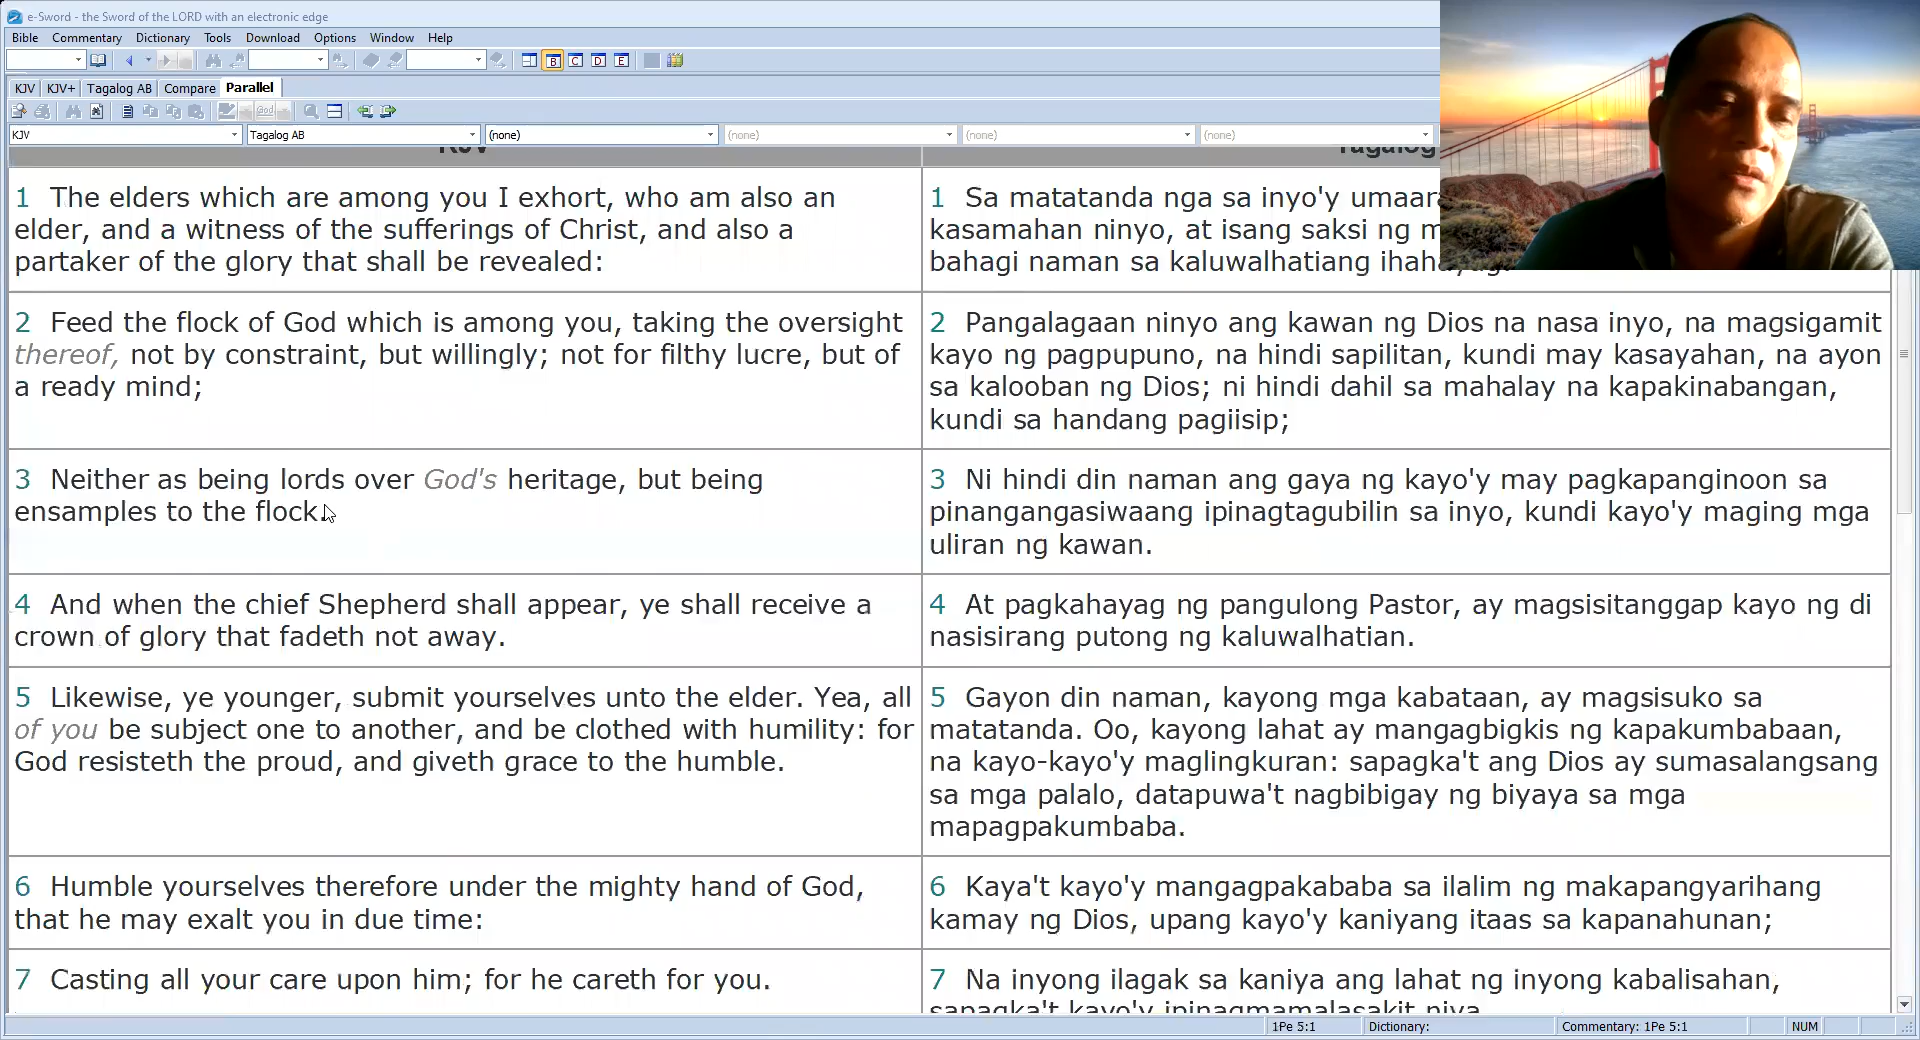 e-Sword - the Sword of the LORD with an electronic edge
Bible Commentary Dictionary Tools Download Options Window Help
B C D E
KJV KJV+ Tagalog AB Compare Parallel
God
KJV Tagalog AB (none) (none) (none) (none)
KJV Tagalog
1 The elders which are among you I exhort, who am also an
elder, and a witness of the sufferings of Christ, and also a
partaker of the glory that shall be revealed:
1 Sa matatanda nga sa inyo'y
kasamahan ninyo, at isang saksi ng
bahagi naman sa kaluwalhatiang
2 Feed the flock of God which is among you, taking the oversight
thereof, not by constraint, but willingly; not for filthy lucre, but of
a ready mind;
2 Pangalagaan ninyo ang kawan ng Dios na nasa inyo, na magsigamit
kayo ng pagpupuno, na hindi sapilitan, kundi may kasayahan, na ayon
sa kalooban ng Dios; ni hindi dahil sa mahalay na kapakinabangan,
kundi sa handang pagiisip;
3 Neither as being lords over God's heritage, but being
ensamples to the flock.
3 Ni hindi din naman ang gaya ng kayo'y may pagkapanginoon sa
pinangangasiwaang ipinagtagubilin sa inyo, kundi kayo'y maging mga
uliran ng kawan.
4 And when the chief Shepherd shall appear, ye shall receive a
crown of glory that fadeth not away.
4 At pagkahayag ng pangulong Pastor, ay magsisitanggap kayo ng di
nasisirang putong ng kaluwalhatian.
5 Likewise, ye younger, submit yourselves unto the elder. Yea, all
of you be subject one to another, and be clothed with humility: for
God resisteth the proud, and giveth grace to the humble.
5 Gayon din naman, kayong mga kabataan, ay magsisuko sa
matatanda. Oo, kayong lahat ay mangagbigkis ng kapakumbabaan,
na kayo-kayo'y maglingkuran: sapagka't ang Dios ay sumasalangsang
sa mga palalo, datapuwa't nagbibigay ng biyaya sa mga
mapagpakumbaba.
6 Humble yourselves therefore under the mighty hand of God,
that he may exalt you in due time:
6 Kaya't kayo'y mangagpakababa sa ilalim ng makapangyarihang
kamay ng Dios, upang kayo'y kaniyang itaas sa kapanahunan;
7 Casting all your care upon him; for he careth for you.
7 Na inyong ilagak sa kaniya ang lahat ng inyong kabalisahan,
sapagka't kayo'y ipinagmamalasakit niya.
1Pe 5:1 Dictionary: Commentary: 1Pe 5:1 NUM